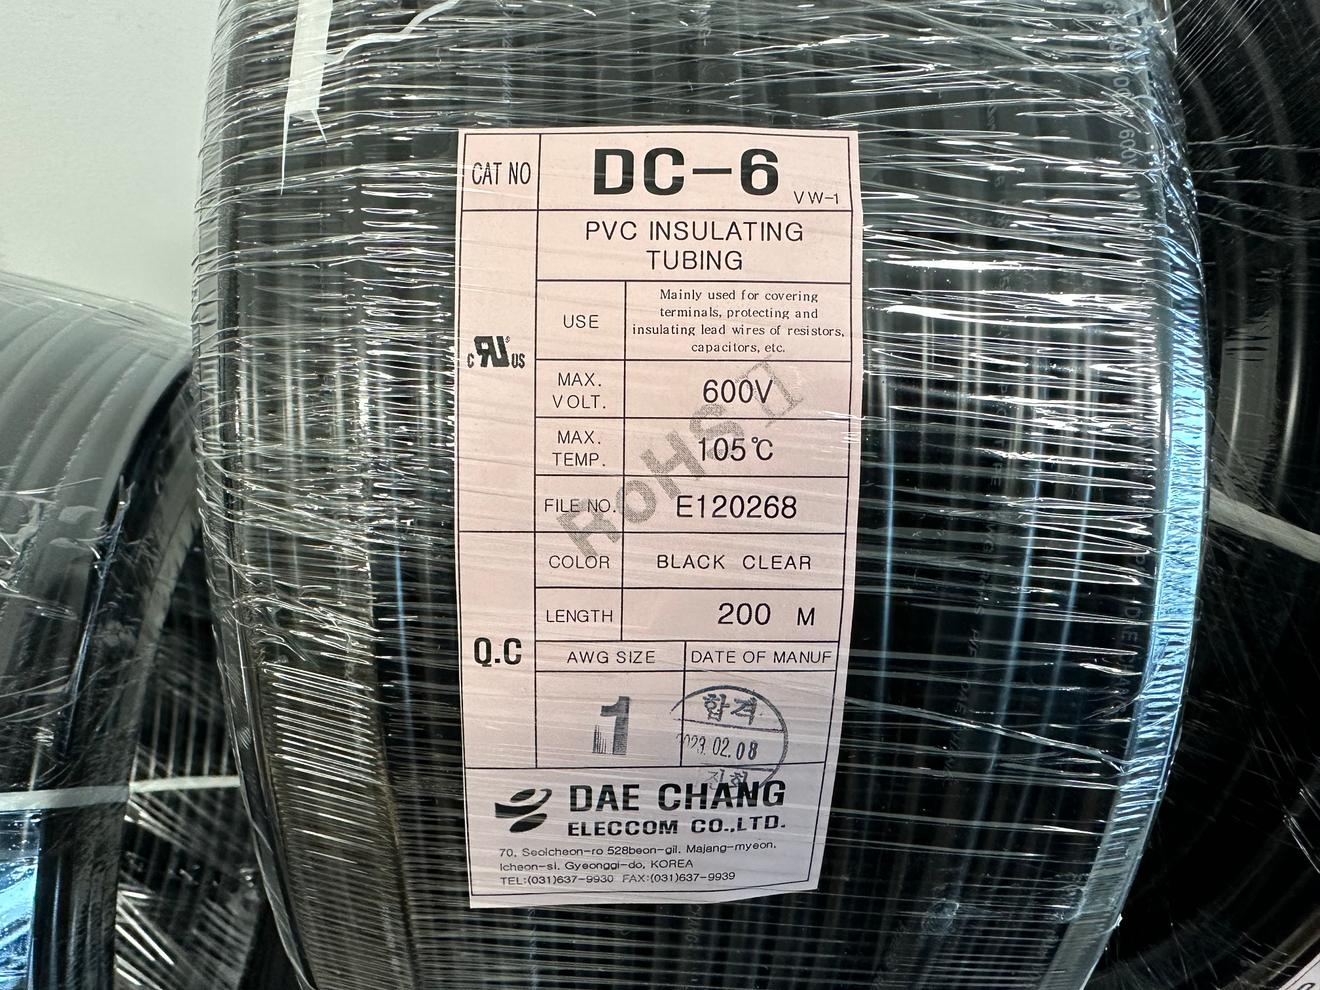 CAT NO
DC-6
VW-1
PVC INSULATING
TUBING
USE
Mainly used for covering
terminals, protecting and
insulating lead wires of resistors,
capacitors, etc.
c RU us
MAX.
VOLT.
600V
MAX.
TEMP.
105℃
FILE NO.
E120268
ROHS
COLOR
BLACK CLEAR
LENGTH
200 M
Q.C
AWG SIZE
DATE OF MANUF
1
합격
2023.02.08
DAE CHANG
ELECCOM CO.,LTD.
70, Seolcheon-ro 528beon-gil, Majang-myeon,
Icheon-si, Gyeonggi-do, KOREA
TEL:(031)637-9930 FAX:(031)637-9939